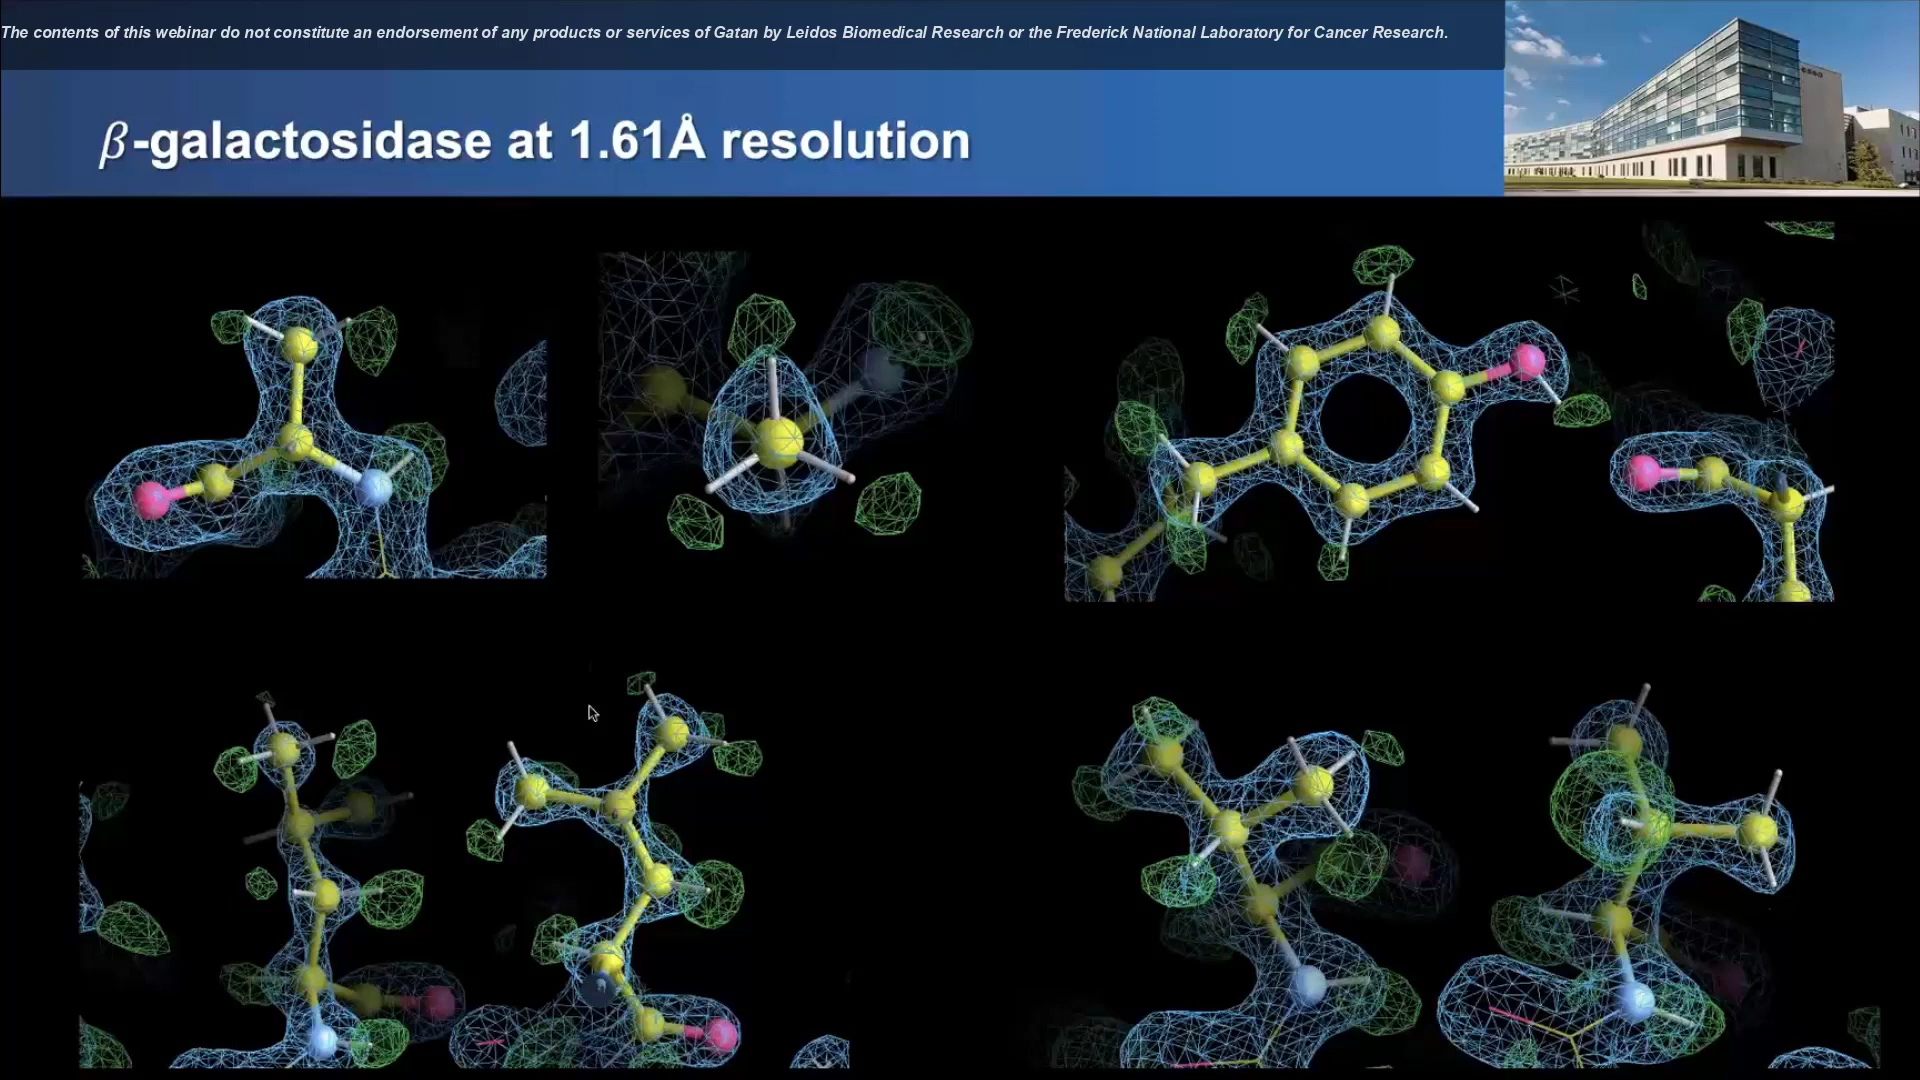 The contents of this webinar do not constitute an endorsement of any products or services of Gatan by Leidos Biomedical Research or the Frederick National Laboratory for Cancer Research.
β-galactosidase at 1.61Å resolution